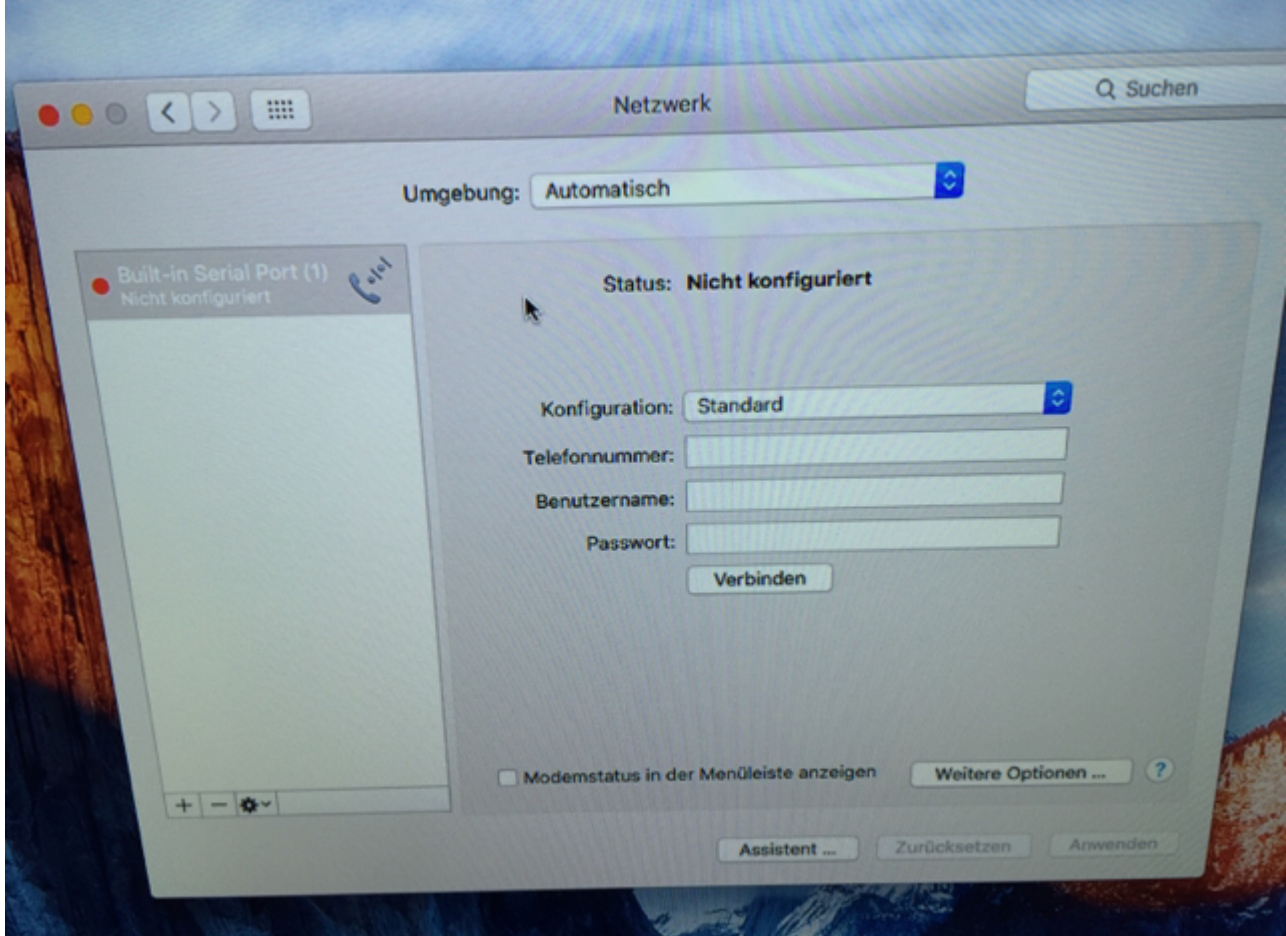 Netzwerk
Suchen
Umgebung: Automatisch
Built-in Serial Port (1)
Nicht konfiguriert
Status: Nicht konfiguriert
Konfiguration: Standard
Telefonnummer:
Benutzername:
Passwort:
Verbinden
Modemstatus in der Menüleiste anzeigen
Weitere Optionen ...
?
Assistent ...
Zurücksetzen
Anwenden